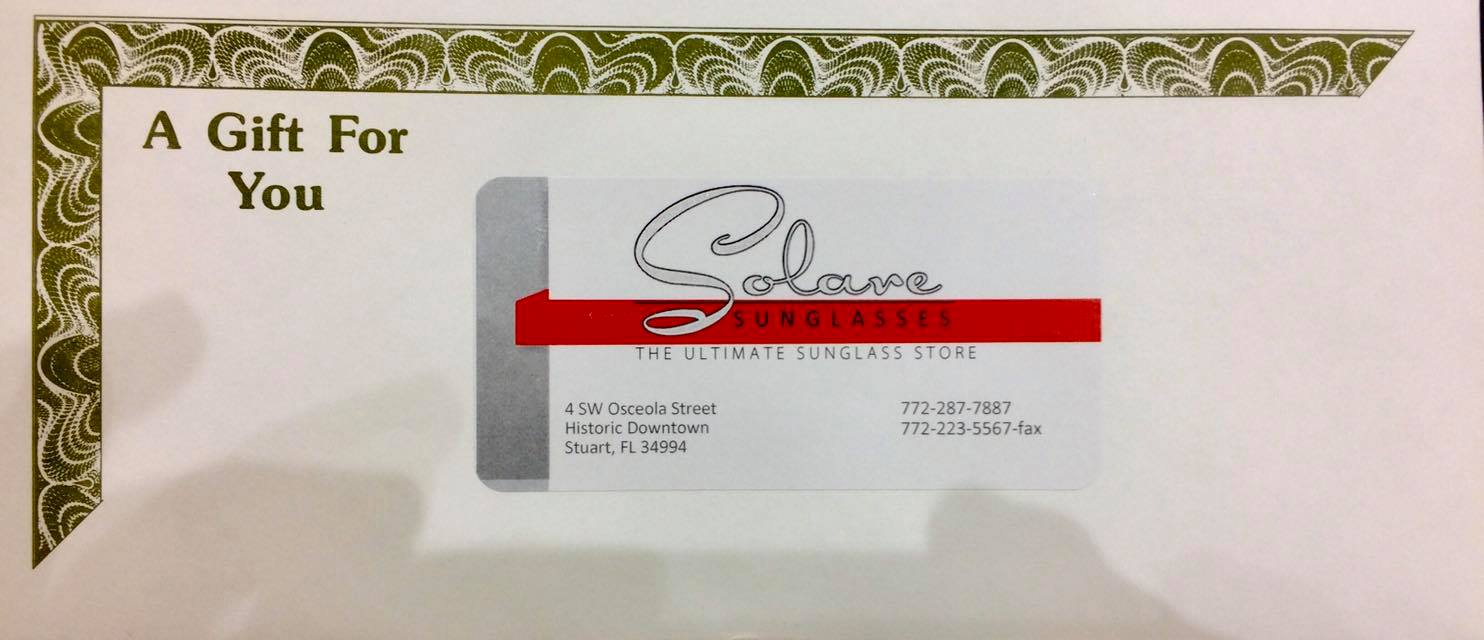 A Gift For
You
Solare
SUNGLASSES
THE ULTIMATE SUNGLASS STORE
4 SW Osceola Street
Historic Downtown
Stuart, FL 34994
772-287-7887
772-223-5567-fax